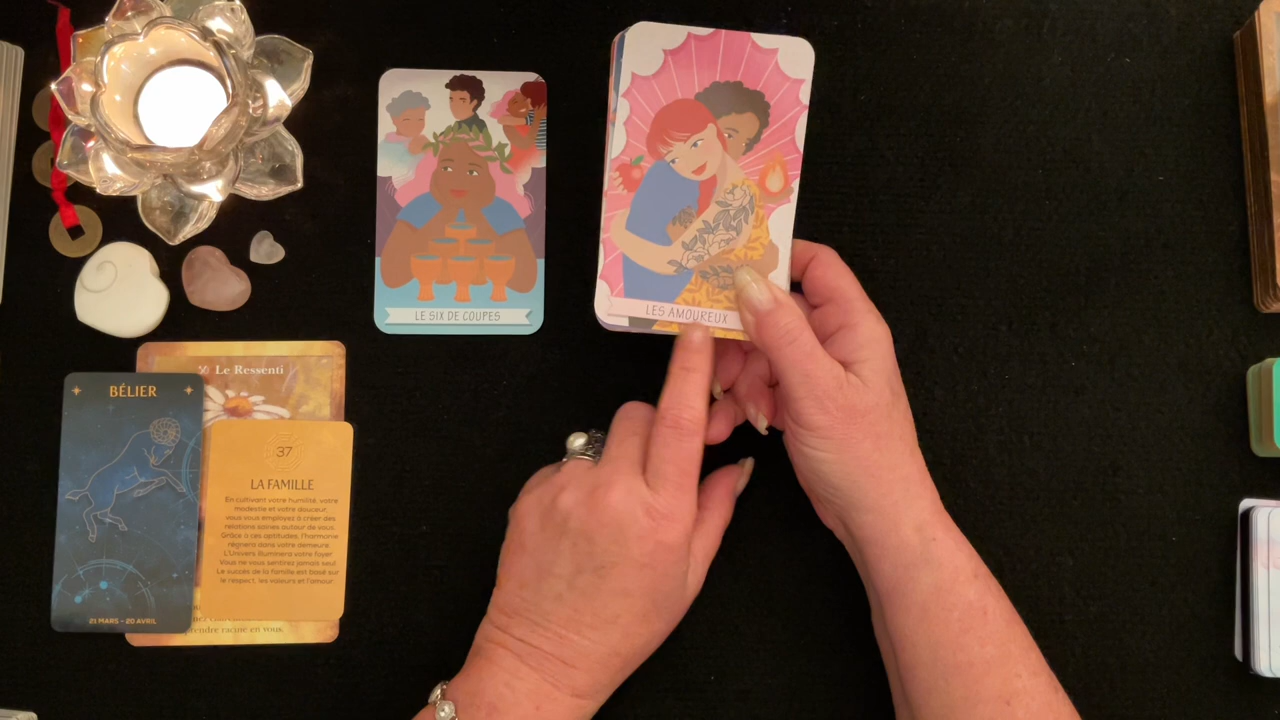 LE SIX DE COUPES
LES AMOUREUX
Le Ressenti
BÉLIER
21 MARS - 20 AVRIL
37
LA FAMILLE
En cultivant votre humilité, votre
modestie et votre douceur,
vous vous employez à créer des
relations saines autour de vous.
Grâce à ces aptitudes, l'harmonie
règnera dans votre demeure.
L'Univers illuminera votre foyer.
Vous ne vous sentirez jamais seul.
Le succès de la famille est basé sur
le respect, les valeurs et l'amour.
prendre racine en vous.